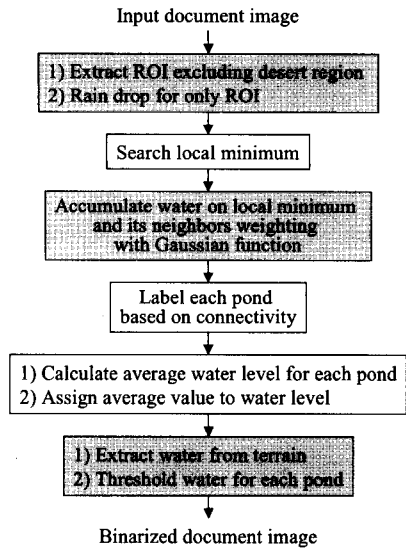 Input document image
1) Extract ROI excluding desert region
2) Rain drop for only ROI
Search local minimum
Accumulate water on local minimum
and its neighbors weighting
with Gaussian function
Label each pond
based on connectivity
1) Calculate average water level for each pond
2) Assign average value to water level
1) Extract water from terrain
2) Threshold water for each pond
Binarized document image